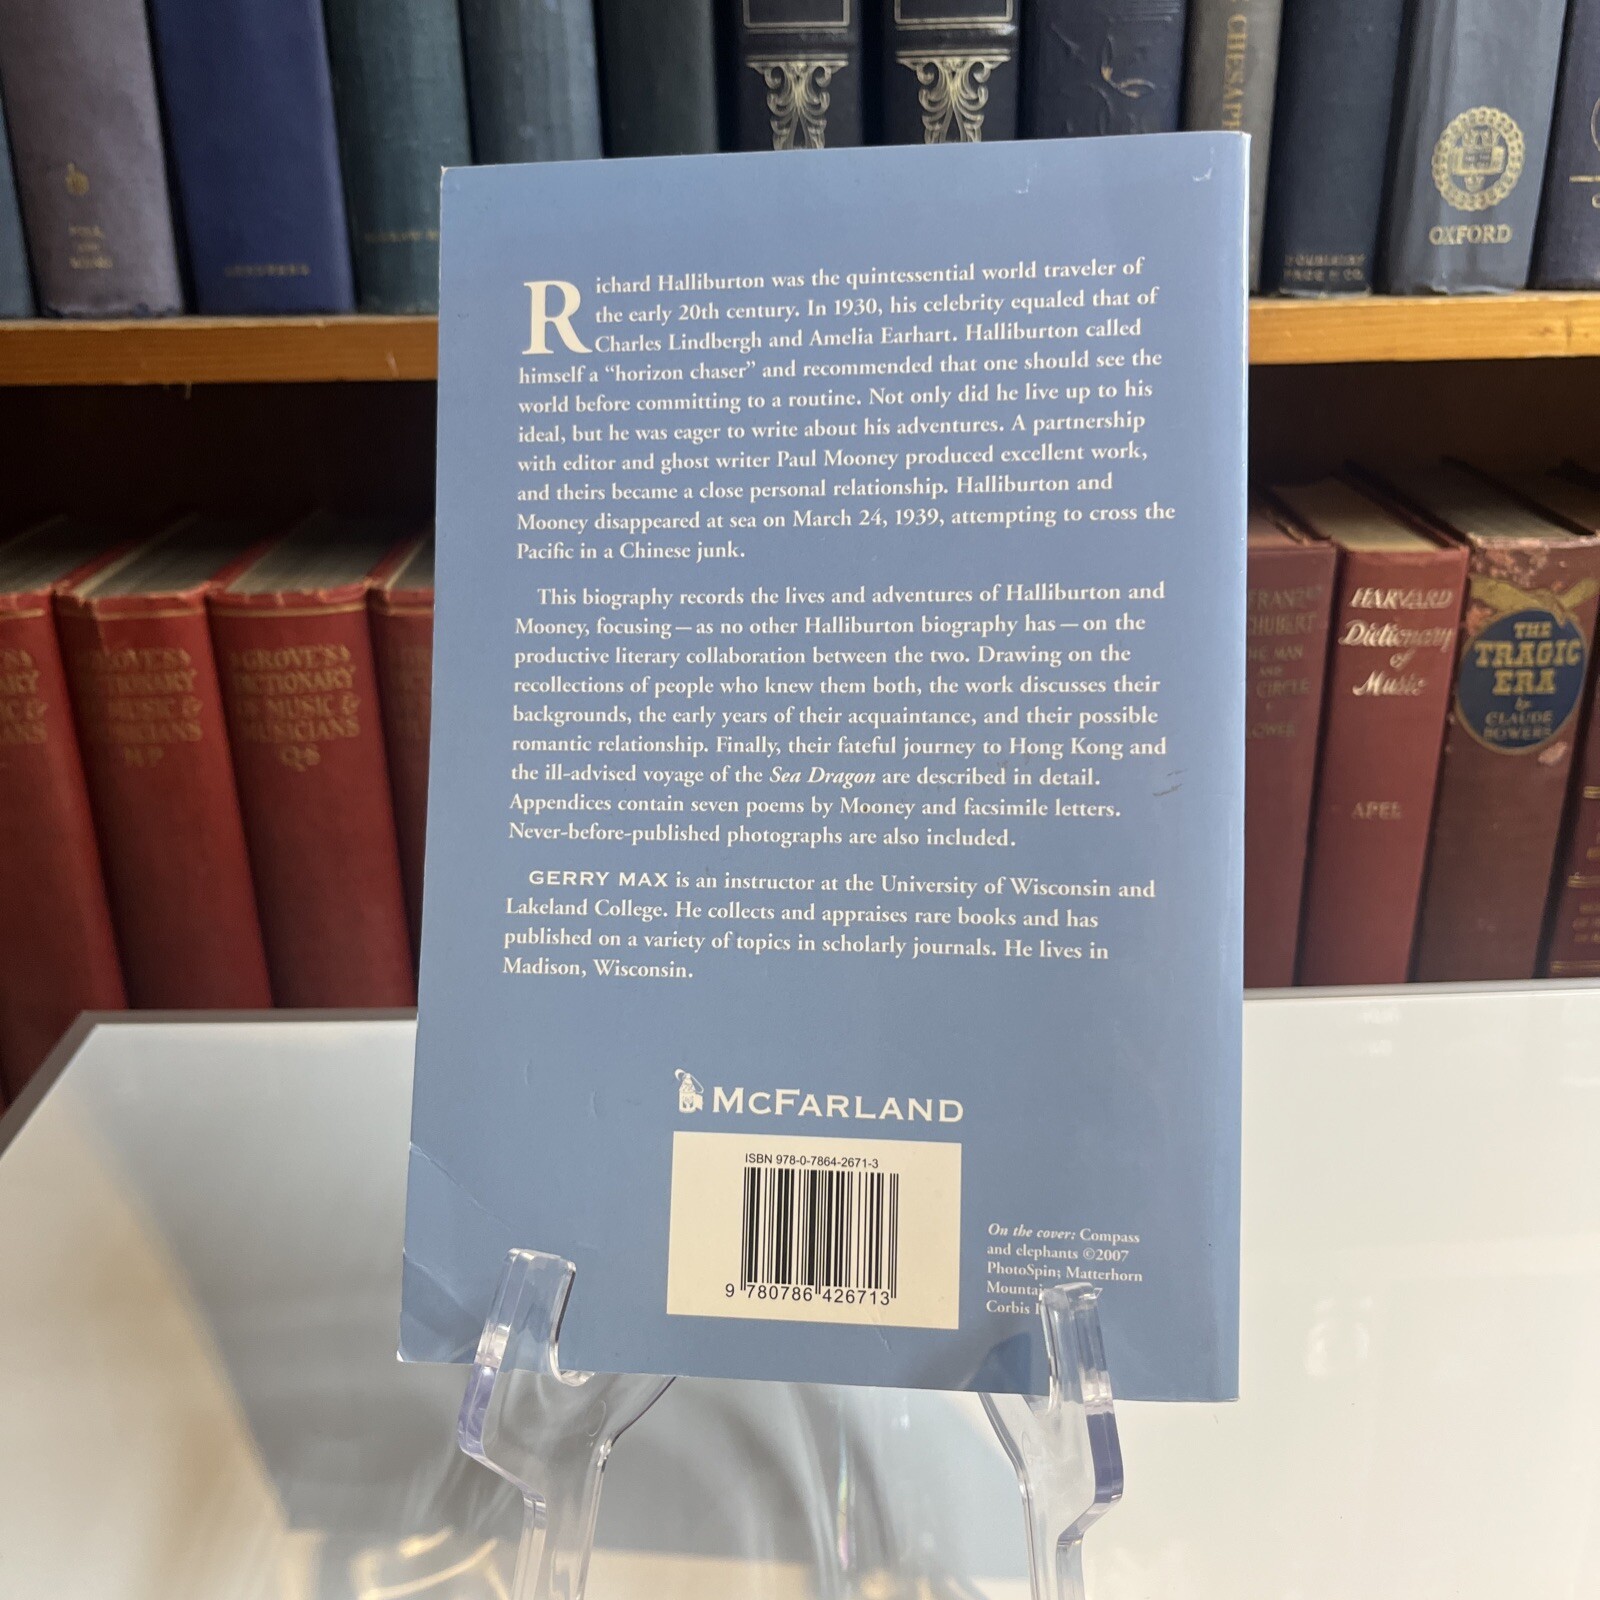 CHESAPE
OXFORD
DOUBLEDAY
PAGE & CO.
Richard Halliburton was the quintessential world traveler of
the early 20th century. In 1930, his celebrity equaled that of
Charles Lindbergh and Amelia Earhart. Halliburton called
himself a “horizon chaser” and recommended that one should see the
world before committing to a routine. Not only did he live up to his
ideal, but he was eager to write about his adventures. A partnership
with editor and ghost writer Paul Mooney produced excellent work,
and theirs became a close personal relationship. Halliburton and
Mooney disappeared at sea on March 24, 1939, attempting to cross the
Pacific in a Chinese junk.
This biography records the lives and adventures of Halliburton and
Mooney, focusing — as no other Halliburton biography has — on the
productive literary collaboration between the two. Drawing on the
recollections of people who knew them both, the work discusses their
backgrounds, the early years of their acquaintance, and their possible
romantic relationship. Finally, their fateful journey to Hong Kong and
the ill-advised voyage of the Sea Dragon are described in detail.
Appendices contain seven poems by Mooney and facsimile letters.
Never-before-published photographs are also included.
GERRY MAX is an instructor at the University of Wisconsin and
Lakeland College. He collects and appraises rare books and has
published on a variety of topics in scholarly journals. He lives in
Madison, Wisconsin.
McFARLAND
ISBN 978-0-7864-2671-3
9 780786 426713
On the cover: Compass
and elephants ©2007
PhotoSpin; Matterhorn
Mountai
Corbis
GROVE'S
DICTIONARY
OF MUSIC &
MUSICIANS
Q-S
FRANZ
SCHUBERT
THE MAN
AND
CIRCLE
FLOWER
HARVARD
Dictionary
of
Music
APEL
THE
TRAGIC
ERA
by
CLAUDE
BOWERS